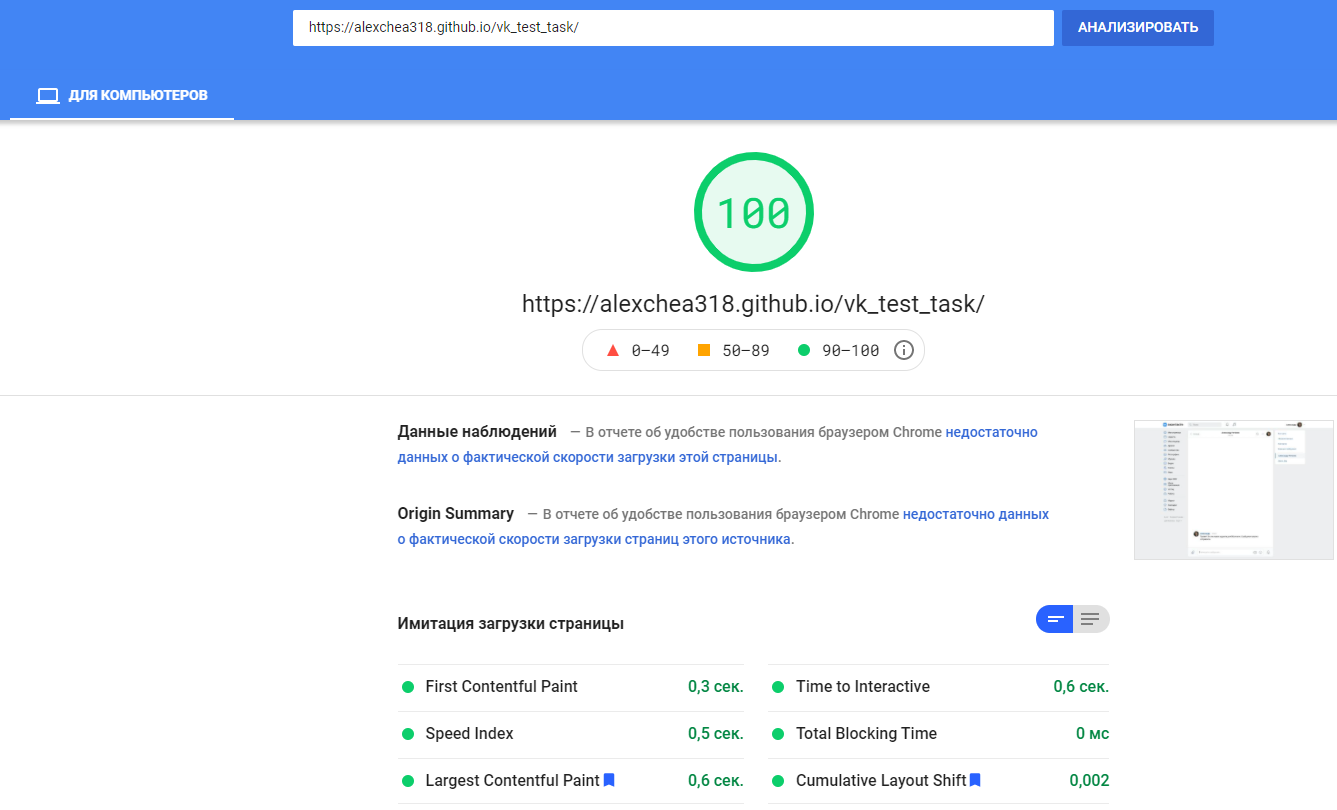 https://alexchea318.github.io/vk_test_task/
АНАЛИЗИРОВАТЬ
ДЛЯ КОМПЬЮТЕРОВ
100
https://alexchea318.github.io/vk_test_task/
0–49 50–89 90–100
Данные наблюдений — В отчете об удобстве пользования браузером Chrome недостаточно
данных о фактической скорости загрузки этой страницы.
Origin Summary — В отчете об удобстве пользования браузером Chrome недостаточно данных
о фактической скорости загрузки страниц этого источника.
Имитация загрузки страницы
First Contentful Paint 0,3 сек.
Time to Interactive 0,6 сек.
Speed Index 0,5 сек.
Total Blocking Time 0 мс
Largest Contentful Paint 0,6 сек.
Cumulative Layout Shift 0,002